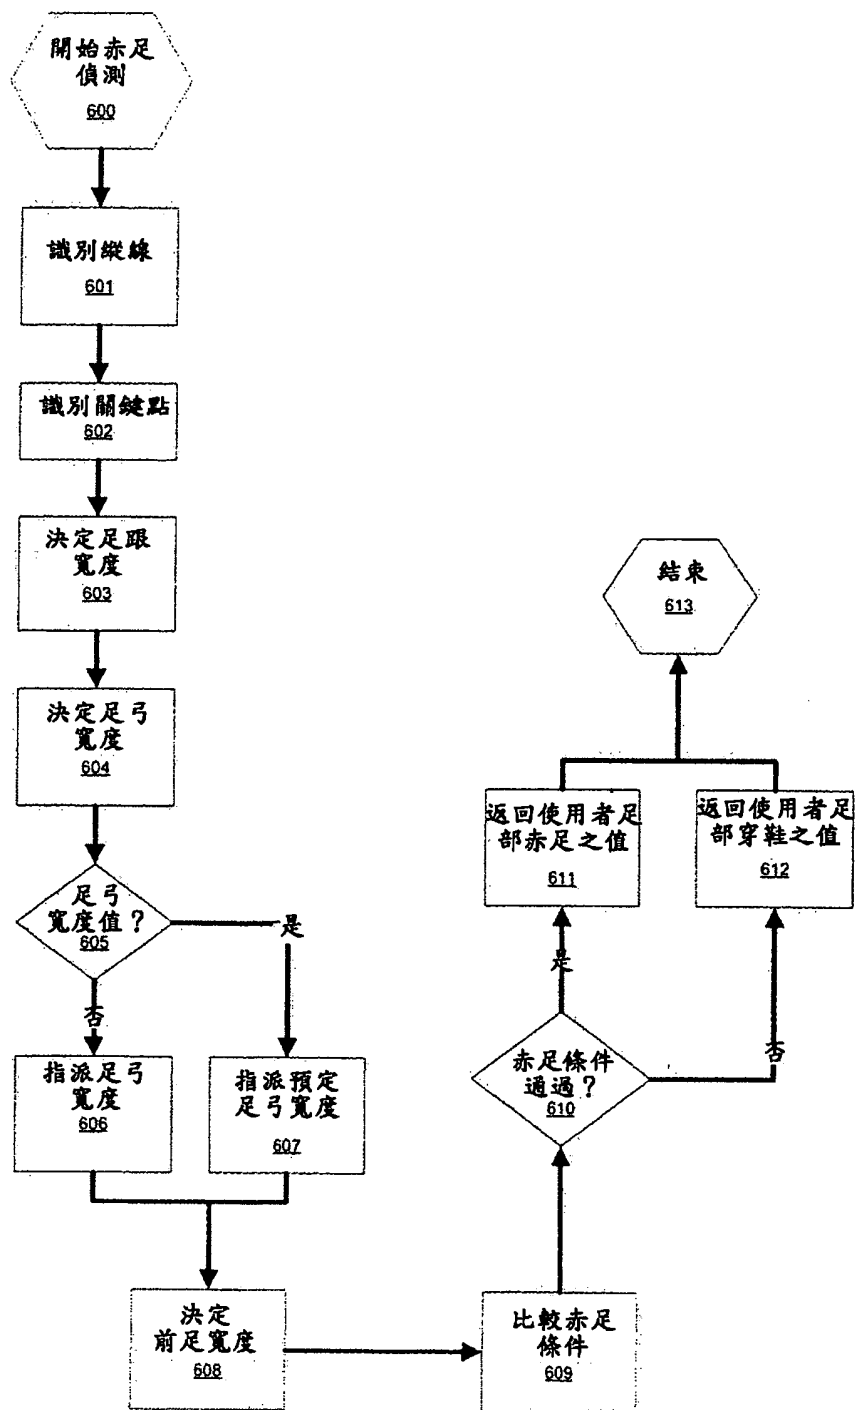 開始赤足
偵測
600
識別縱線
601
識別關鍵點
602
決定足跟
寬度
603
決定足弓
寬度
604
足弓
寬度值？
605
是
否
指派足弓
寬度
606
指派預定
足弓寬度
607
決定
前足寬度
608
比較赤足
條件
609
赤足條件
通過？
610
是
否
返回使用者足
部赤足之值
611
返回使用者足
部穿鞋之值
612
結束
613